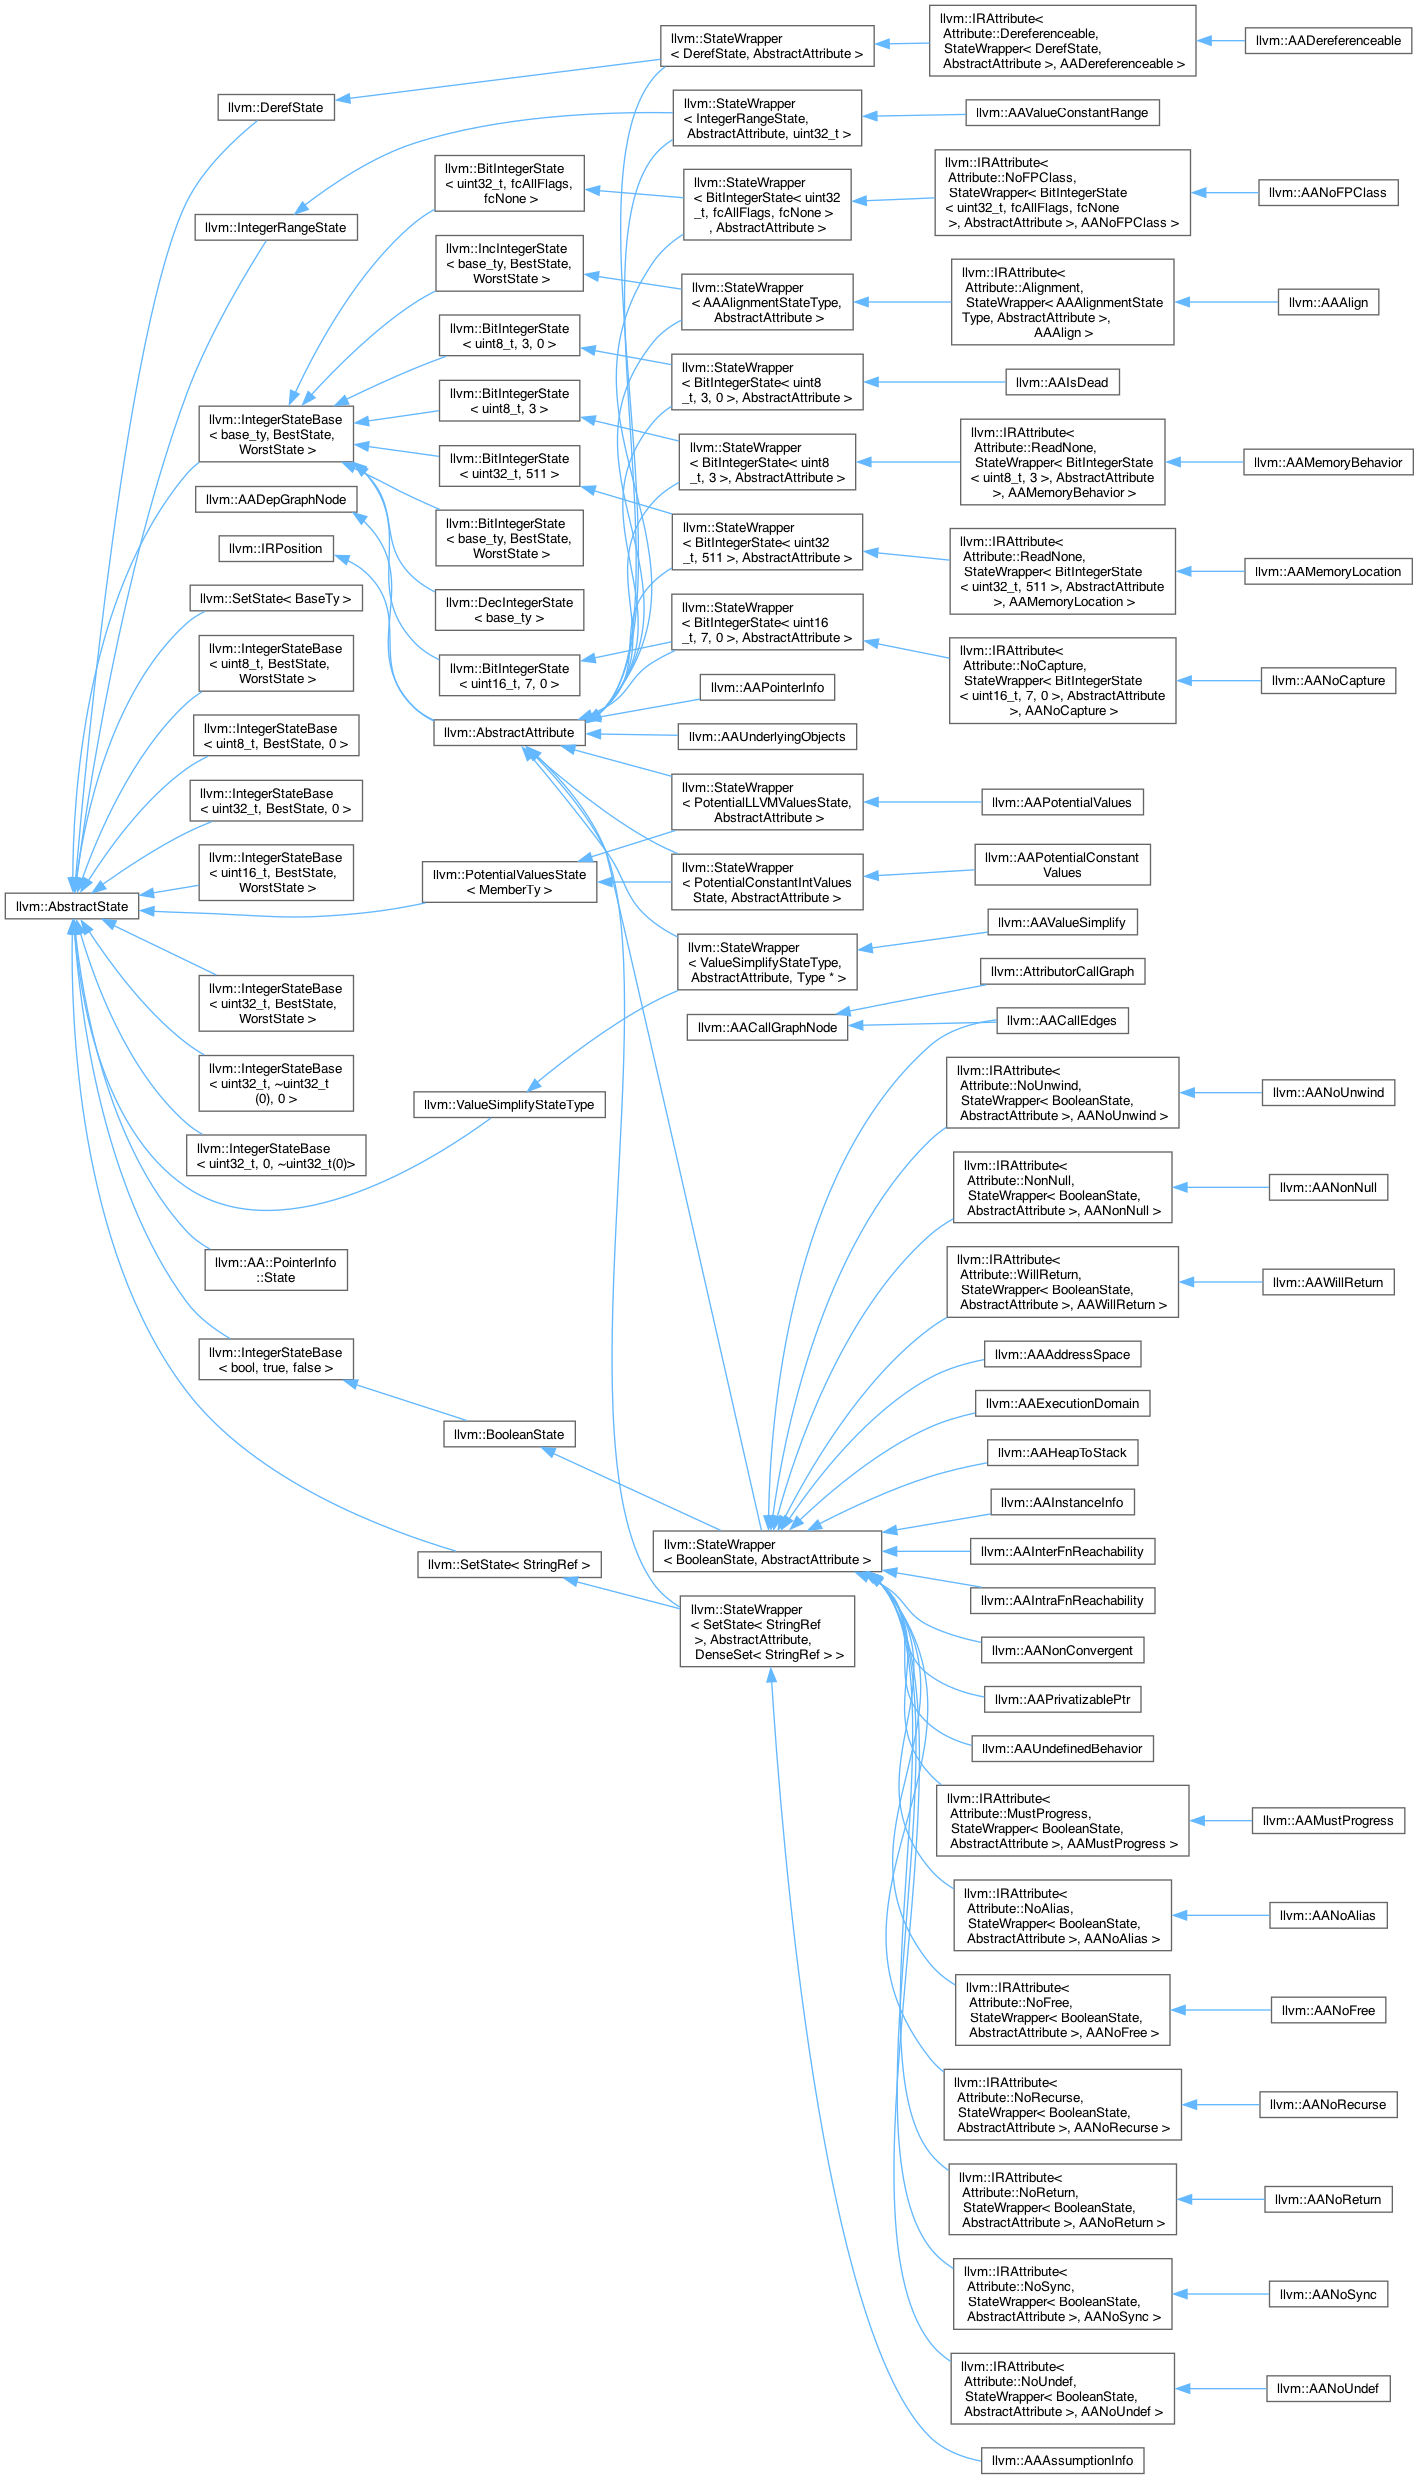 llvm::AbstractState
llvm::DerefState
llvm::IntegerRangeState
llvm::IntegerStateBase
< base_ty, BestState,
WorstState >
llvm::AADepGraphNode
llvm::IRPosition
llvm::SetState< BaseTy >
llvm::IntegerStateBase
< uint8_t, BestState,
WorstState >
llvm::IntegerStateBase
< uint8_t, BestState, 0 >
llvm::IntegerStateBase
< uint32_t, BestState, 0 >
llvm::IntegerStateBase
< uint16_t, BestState,
WorstState >
llvm::IntegerStateBase
< uint32_t, BestState,
WorstState >
llvm::IntegerStateBase
< uint32_t, ~uint32_t
(0), 0 >
llvm::IntegerStateBase
< uint32_t, 0, ~uint32_t(0)>
llvm::AA::PointerInfo
::State
llvm::IntegerStateBase
< bool, true, false >
llvm::BitIntegerState
< uint32_t, fcAllFlags,
fcNone >
llvm::IncIntegerState
< base_ty, BestState,
WorstState >
llvm::BitIntegerState
< uint8_t, 3, 0 >
llvm::BitIntegerState
< uint8_t, 3 >
llvm::BitIntegerState
< uint32_t, 511 >
llvm::BitIntegerState
< base_ty, BestState,
WorstState >
llvm::DecIntegerState
< base_ty >
llvm::BitIntegerState
< uint16_t, 7, 0 >
llvm::AbstractAttribute
llvm::PotentialValuesState
< MemberTy >
llvm::ValueSimplifyStateType
llvm::BooleanState
llvm::SetState< StringRef >
llvm::StateWrapper
< DerefState, AbstractAttribute >
llvm::StateWrapper
< IntegerRangeState,
AbstractAttribute, uint32_t >
llvm::StateWrapper
< BitIntegerState< uint32
_t, fcAllFlags, fcNone >
, AbstractAttribute >
llvm::StateWrapper
< AAAlignmentStateType,
AbstractAttribute >
llvm::StateWrapper
< BitIntegerState< uint8
_t, 3, 0 >, AbstractAttribute >
llvm::StateWrapper
< BitIntegerState< uint8
_t, 3 >, AbstractAttribute >
llvm::StateWrapper
< BitIntegerState< uint32
_t, 511 >, AbstractAttribute >
llvm::StateWrapper
< BitIntegerState< uint16
_t, 7, 0 >, AbstractAttribute >
llvm::AAPointerInfo
llvm::AAUnderlyingObjects
llvm::StateWrapper
< PotentialLLVMValuesState,
AbstractAttribute >
llvm::StateWrapper
< PotentialConstantIntValues
State, AbstractAttribute >
llvm::StateWrapper
< ValueSimplifyStateType,
AbstractAttribute, Type * >
llvm::AACallGraphNode
llvm::StateWrapper
< BooleanState, AbstractAttribute >
llvm::StateWrapper
< SetState< StringRef
>, AbstractAttribute,
DenseSet< StringRef > >
llvm::IRAttribute<
Attribute::Dereferenceable,
StateWrapper< DerefState,
AbstractAttribute >, AADereferenceable >
llvm::AAValueConstantRange
llvm::IRAttribute<
Attribute::NoFPClass,
StateWrapper< BitIntegerState
< uint32_t, fcAllFlags, fcNone
>, AbstractAttribute >, AANoFPClass >
llvm::IRAttribute<
Attribute::Alignment,
StateWrapper< AAAlignmentState
Type, AbstractAttribute >,
AAAlign >
llvm::AAIsDead
llvm::IRAttribute<
Attribute::ReadNone,
StateWrapper< BitIntegerState
< uint8_t, 3 >, AbstractAttribute
>, AAMemoryBehavior >
llvm::IRAttribute<
Attribute::ReadNone,
StateWrapper< BitIntegerState
< uint32_t, 511 >, AbstractAttribute
>, AAMemoryLocation >
llvm::IRAttribute<
Attribute::NoCapture,
StateWrapper< BitIntegerState
< uint16_t, 7, 0 >, AbstractAttribute
>, AANoCapture >
llvm::AAPotentialValues
llvm::AAPotentialConstant
Values
llvm::AAValueSimplify
llvm::AttributorCallGraph
llvm::AACallEdges
llvm::IRAttribute<
Attribute::NoUnwind,
StateWrapper< BooleanState,
AbstractAttribute >, AANoUnwind >
llvm::IRAttribute<
Attribute::NonNull,
StateWrapper< BooleanState,
AbstractAttribute >, AANonNull >
llvm::IRAttribute<
Attribute::WillReturn,
StateWrapper< BooleanState,
AbstractAttribute >, AAWillReturn >
llvm::AAAddressSpace
llvm::AAExecutionDomain
llvm::AAHeapToStack
llvm::AAInstanceInfo
llvm::AAInterFnReachability
llvm::AAIntraFnReachability
llvm::AANonConvergent
llvm::AAPrivatizablePtr
llvm::AAUndefinedBehavior
llvm::IRAttribute<
Attribute::MustProgress,
StateWrapper< BooleanState,
AbstractAttribute >, AAMustProgress >
llvm::IRAttribute<
Attribute::NoAlias,
StateWrapper< BooleanState,
AbstractAttribute >, AANoAlias >
llvm::IRAttribute<
Attribute::NoFree,
StateWrapper< BooleanState,
AbstractAttribute >, AANoFree >
llvm::IRAttribute<
Attribute::NoRecurse,
StateWrapper< BooleanState,
AbstractAttribute >, AANoRecurse >
llvm::IRAttribute<
Attribute::NoReturn,
StateWrapper< BooleanState,
AbstractAttribute >, AANoReturn >
llvm::IRAttribute<
Attribute::NoSync,
StateWrapper< BooleanState,
AbstractAttribute >, AANoSync >
llvm::IRAttribute<
Attribute::NoUndef,
StateWrapper< BooleanState,
AbstractAttribute >, AANoUndef >
llvm::AAAssumptionInfo
llvm::AADereferenceable
llvm::AANoFPClass
llvm::AAAlign
llvm::AAMemoryBehavior
llvm::AAMemoryLocation
llvm::AANoCapture
llvm::AANoUnwind
llvm::AANonNull
llvm::AAWillReturn
llvm::AAMustProgress
llvm::AANoAlias
llvm::AANoFree
llvm::AANoRecurse
llvm::AANoReturn
llvm::AANoSync
llvm::AANoUndef